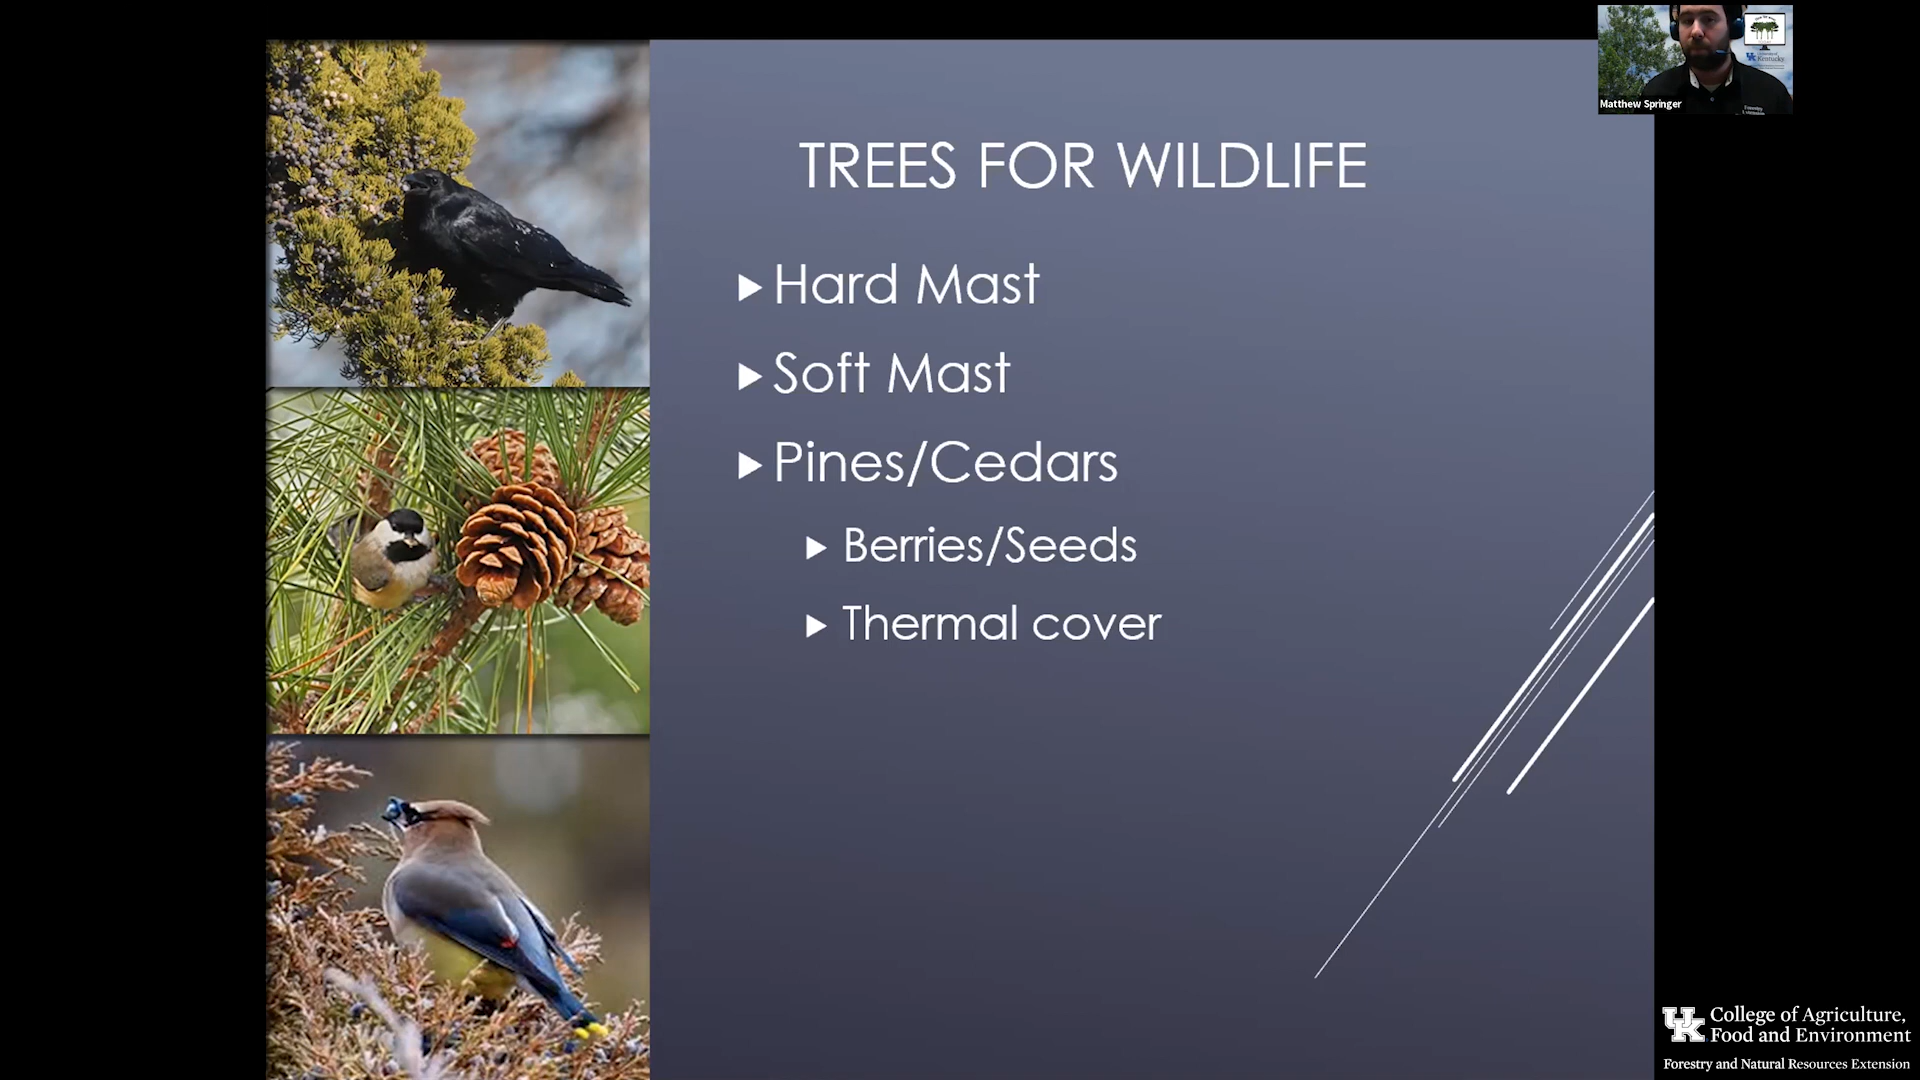 Matthew Springer
TREES FOR WILDLIFE
Hard Mast
Soft Mast
Pines/Cedars
Berries/Seeds
Thermal cover
UK College of Agriculture,
Food and Environment
Forestry and Natural Resources Extension